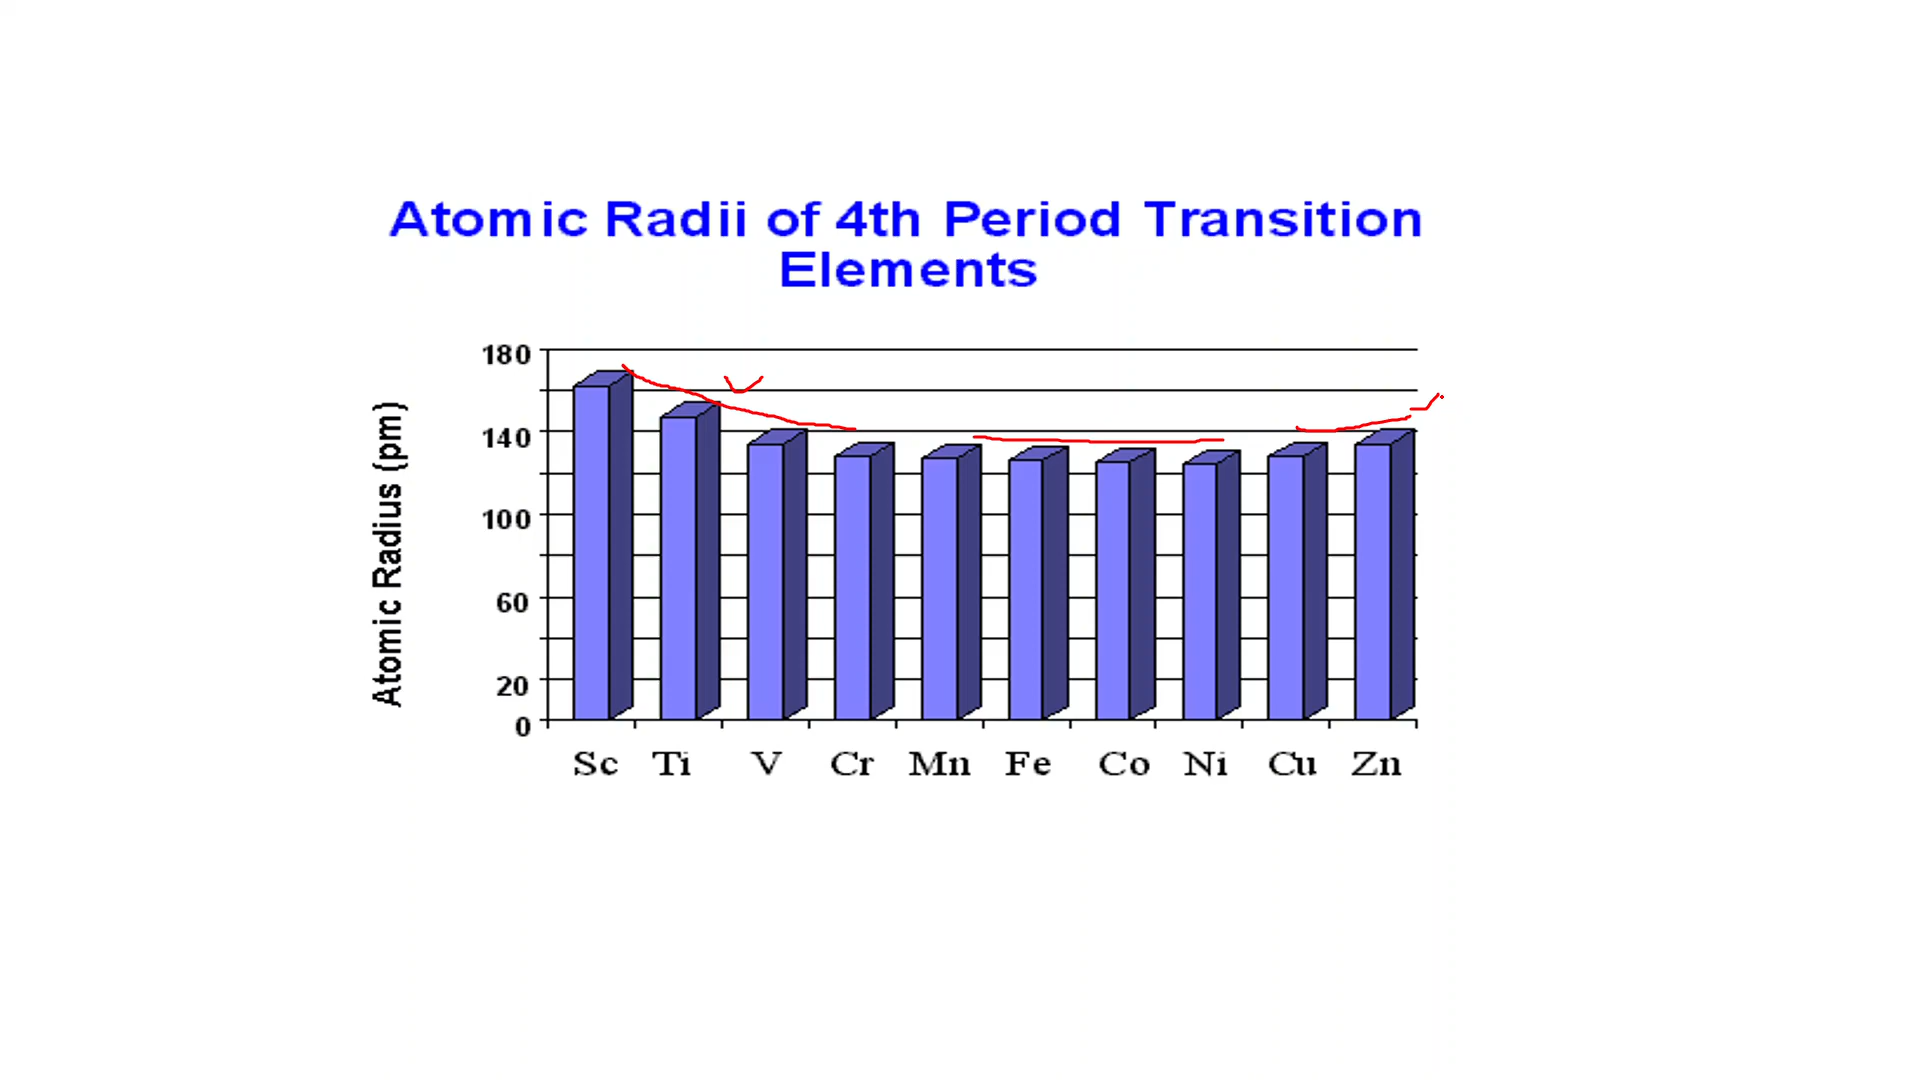 Atomic Radii of 4th Period Transition
Elements
Atomic Radius (pm)
180
140
100
60
20
0
Sc Ti V Cr Mn Fe Co Ni Cu Zn